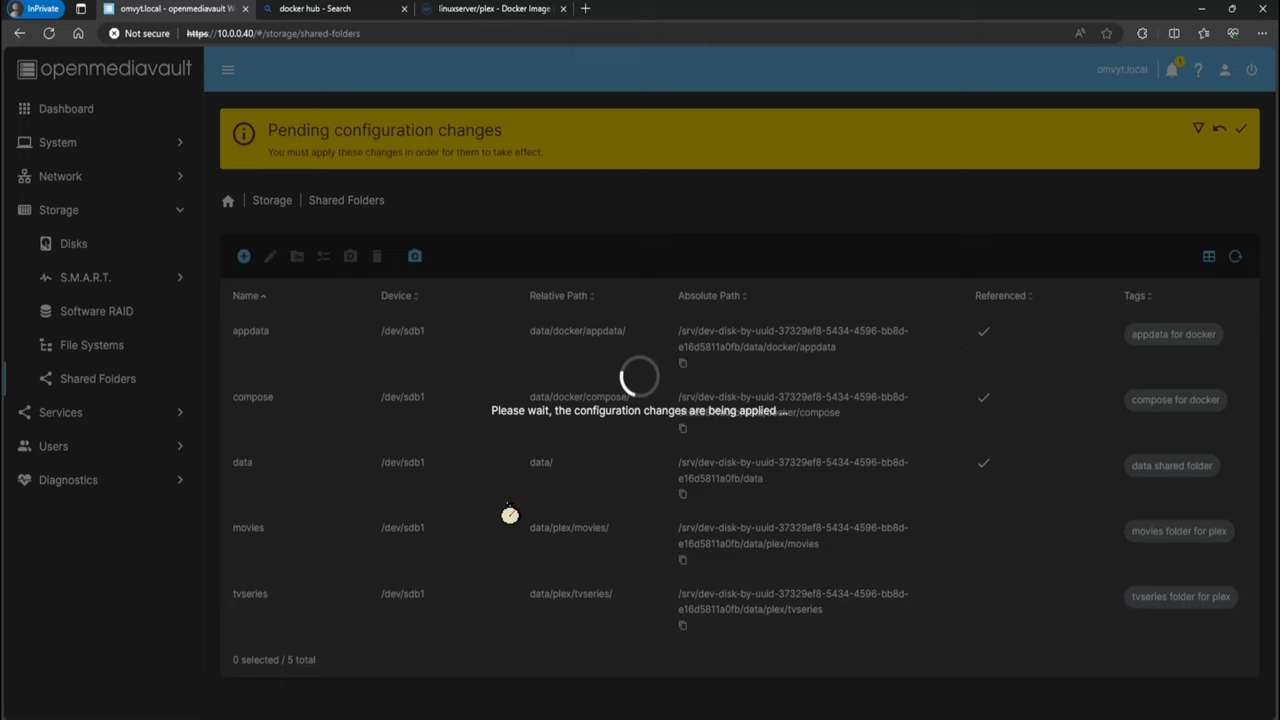 InPrivate
omvyt.local - openmediavault W
docker hub - Search
linuxserver/plex - Docker Image
Not secure
https://10.0.0.40/#/storage/shared-folders
openmediavault
omvyt.local
1
Dashboard
System
Network
Storage
Disks
S.M.A.R.T.
Software RAID
File Systems
Shared Folders
Services
Users
Diagnostics
Pending configuration changes
You must apply these changes in order for them to take effect.
Storage | Shared Folders
Name Device Relative Path Absolute Path Referenced Tags
appdata /dev/sdb1 data/docker/appdata/ /srv/dev-disk-by-uuid-37329ef8-5434-4596-bb8d- appdata for docker
e16d5811a0fb/data/docker/appdata
compose /dev/sdb1 data/docker/compose/ /srv/dev-disk-by-uuid-37329ef8-5434-4596-bb8d- compose for docker
Please wait, the configuration changes are being applied ...
/docker/compose
data /dev/sdb1 data/ /srv/dev-disk-by-uuid-37329ef8-5434-4596-bb8d- data shared folder
e16d5811a0fb/data
movies /dev/sdb1 data/plex/movies/ /srv/dev-disk-by-uuid-37329ef8-5434-4596-bb8d- movies folder for plex
e16d5811a0fb/data/plex/movies
tvseries /dev/sdb1 data/plex/tvseries/ /srv/dev-disk-by-uuid-37329ef8-5434-4596-bb8d- tvseries folder for plex
e16d5811a0fb/data/plex/tvseries
0 selected / 5 total